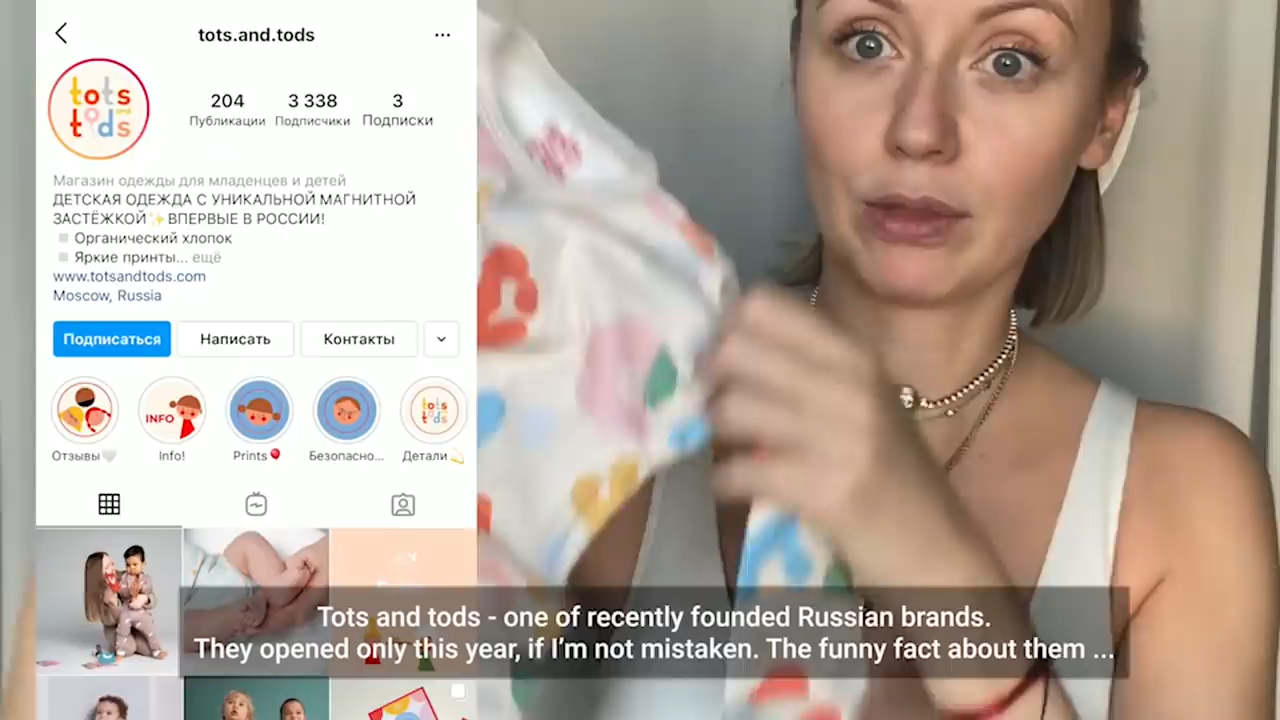 tots.and.tods
...
tots
and
tods
204
3 338
3
Публикации
Подписчики
Подписки
Магазин одежды для младенцев и детей
ДЕТСКАЯ ОДЕЖДА С УНИКАЛЬНОЙ МАГНИТНОЙ
ЗАСТЁЖКОЙ✨ВПЕРВЫЕ В РОССИИ!
◽Органический хлопок
◽Яркие принты... ещё
www.totsandtods.com
Moscow, Russia
Подписаться
Написать
Контакты
INFO
tots
tods
Отзывы🤍
Info!
Prints🎈
Безопасно...
Детали💫
Tots and tods - one of recently founded Russian brands.
They opened only this year, if I'm not mistaken. The funny fact about them ...